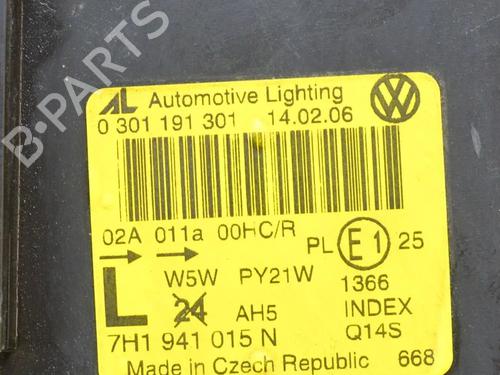 B-PARTS
AL Automotive Lighting
0 301 191 301 14.02.06
02A 011a 00HC/R
PL E1 25
L W5W PY21W 1366
24 AH5 INDEX
7H1 941 015 N Q14S
Made in Czech Republic 668